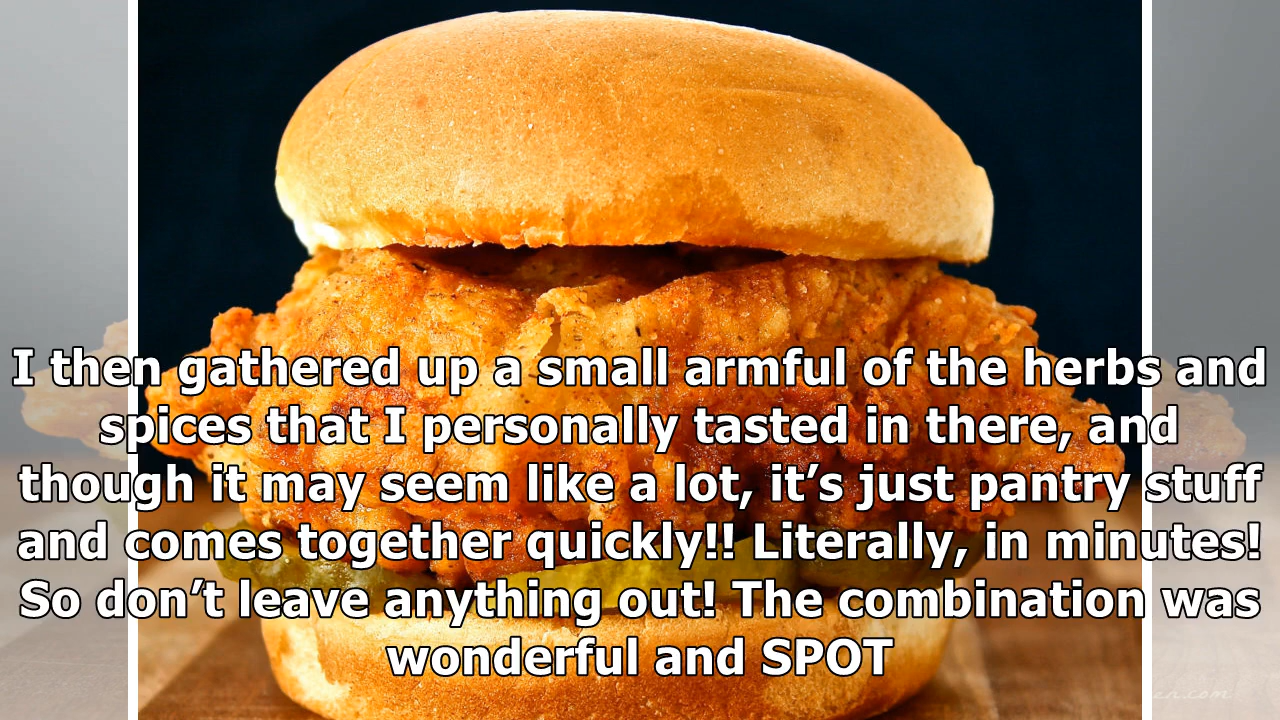 I then gathered up a small armful of the herbs and
spices that I personally tasted in there, and
though it may seem like a lot, it’s just pantry stuff
and comes together quickly!! Literally, in minutes!
So don’t leave anything out! The combination was
wonderful and SPOT